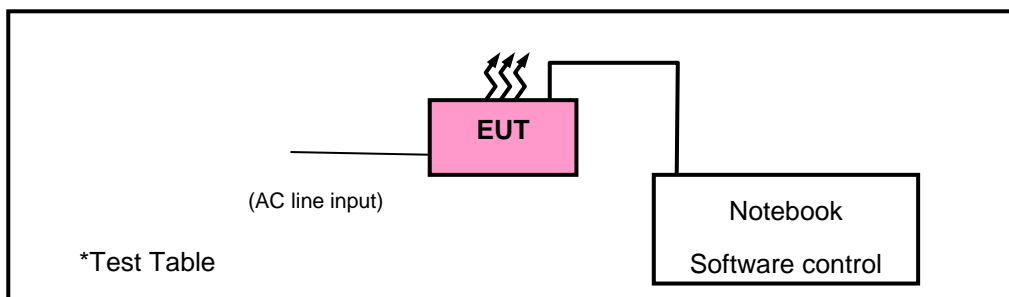 EUT
(AC line input)
Notebook
Software control
*Test Table